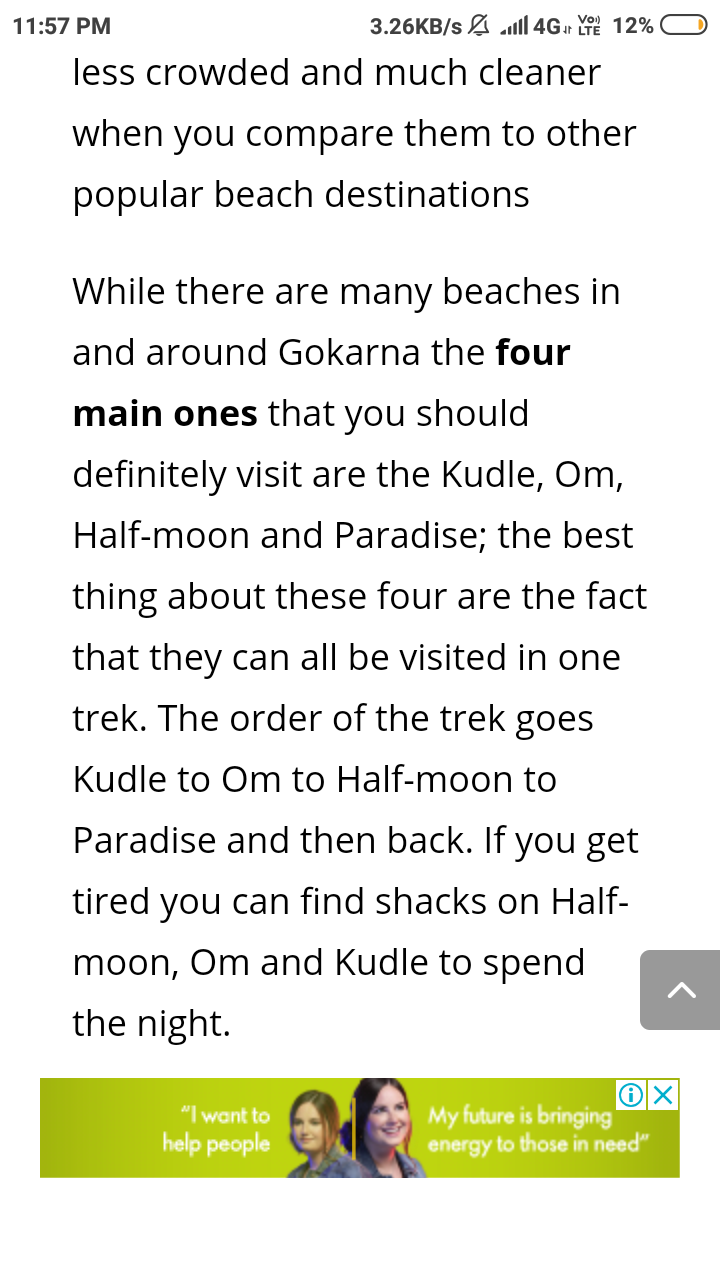 11:57 PM 3.26KB/s 4G VoLTE 12%
less crowded and much cleaner
when you compare them to other
popular beach destinations
While there are many beaches in
and around Gokarna the four
main ones that you should
definitely visit are the Kudle, Om,
Half-moon and Paradise; the best
thing about these four are the fact
that they can all be visited in one
trek. The order of the trek goes
Kudle to Om to Half-moon to
Paradise and then back. If you get
tired you can find shacks on Half-
moon, Om and Kudle to spend
the night.
“I want to
help people
My future is bringing
energy to those in need”